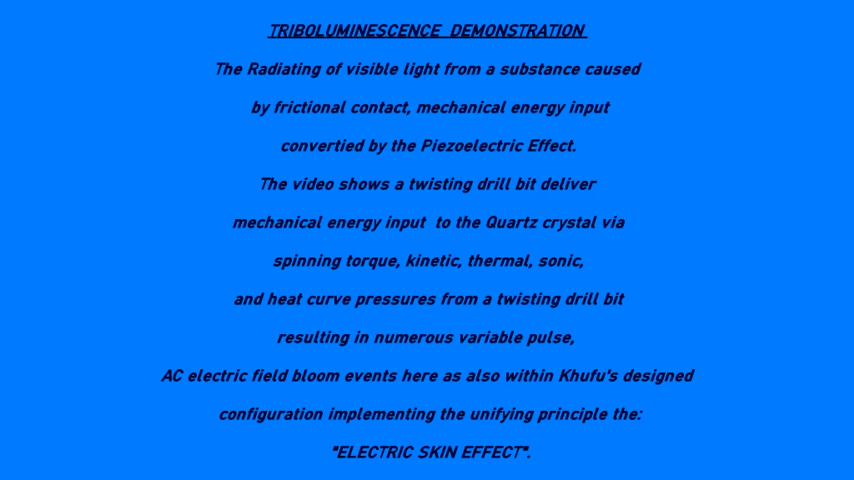 TRIBOLUMINESCENCE DEMONSTRATION
The Radiating of visible light from a substance caused
by frictional contact, mechanical energy input
convertied by the Piezoelectric Effect.
The video shows a twisting drill bit deliver
mechanical energy input to the Quartz crystal via
spinning torque, kinetic, thermal, sonic,
and heat curve pressures from a twisting drill bit
resulting in numerous variable pulse,
AC electric field bloom events here as also within Khufu's designed
configuration implementing the unifying principle the:
"ELECTRIC SKIN EFFECT".